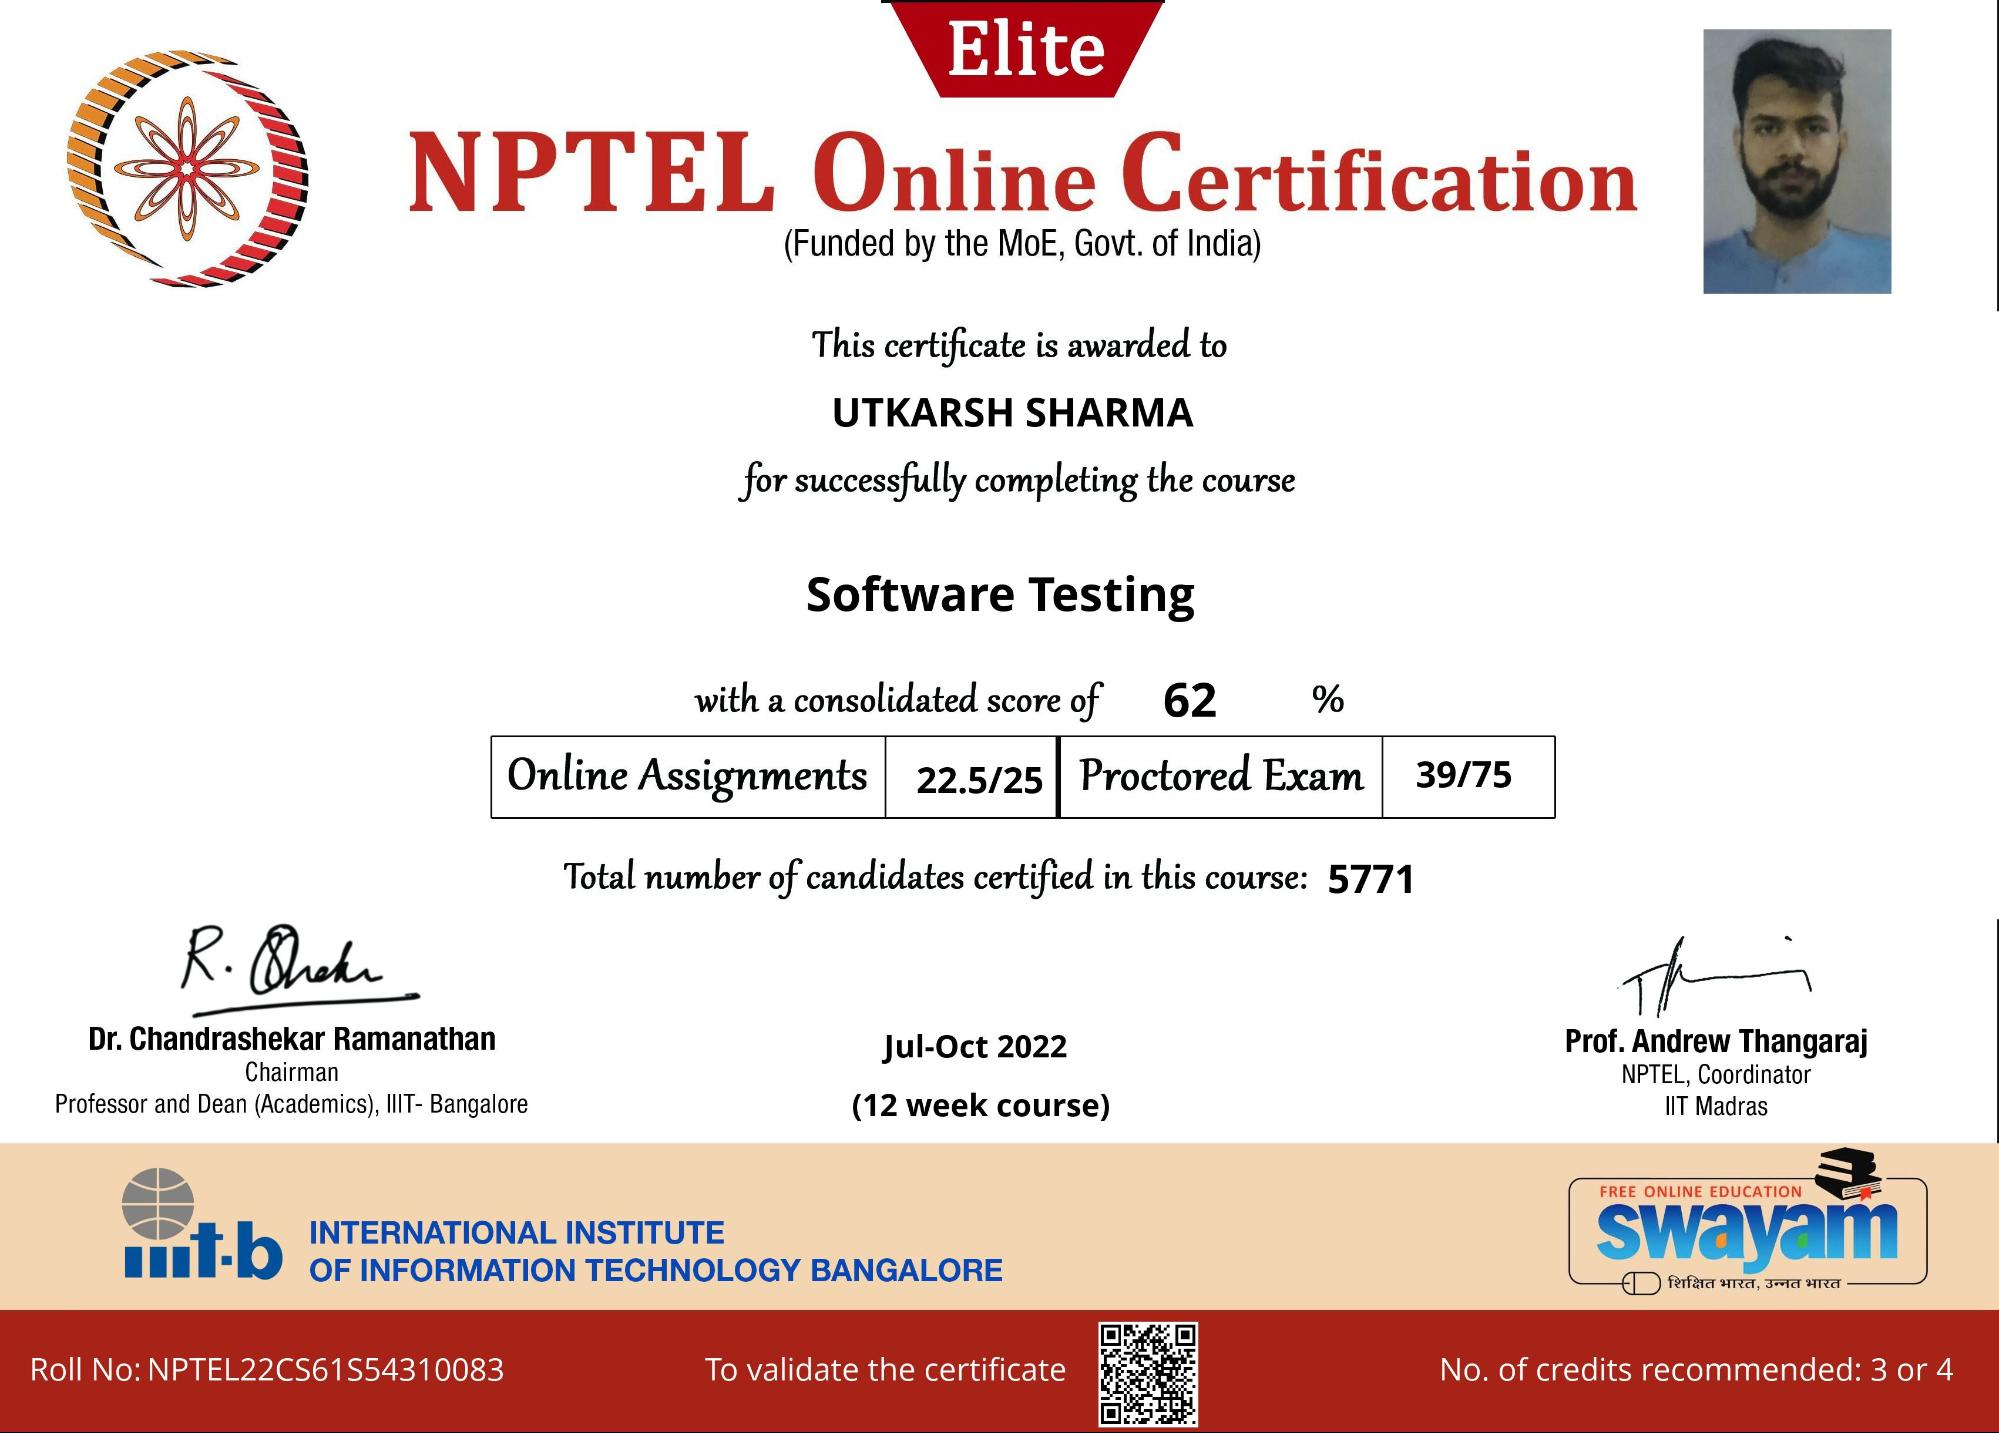 Elite
NPTEL Online Certification
(Funded by the MoE, Govt. of India)
This certificate is awarded to
UTKARSH SHARMA
for successfully completing the course
Software Testing
with a consolidated score of 62 %
Online Assignments 22.5/25 Proctored Exam 39/75
Total number of candidates certified in this course: 5771
Dr. Chandrashekar Ramanathan
Chairman
Professor and Dean (Academics), IIIT- Bangalore
Jul-Oct 2022
(12 week course)
Prof. Andrew Thangaraj
NPTEL, Coordinator
IIT Madras
iiit-b
INTERNATIONAL INSTITUTE
OF INFORMATION TECHNOLOGY BANGALORE
FREE ONLINE EDUCATION
swayam
शिक्षित भारत, उन्नत भारत
Roll No: NPTEL22CS61S54310083
To validate the certificate
No. of credits recommended: 3 or 4